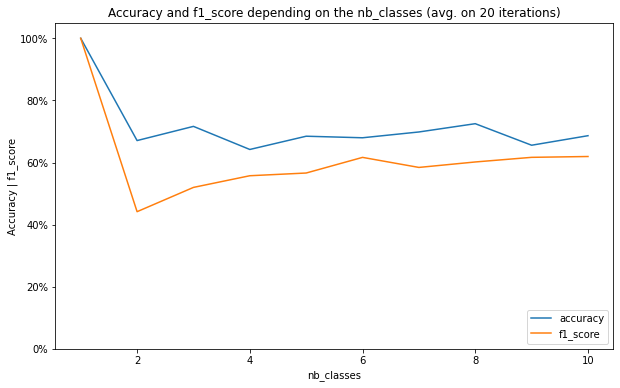 Accuracy and f1_score depending on the nb_classes (avg. on 20 iterations)
100%
80%
60%
40%
20%
0%
Accuracy | f1_score
2 4 6 8 10
nb_classes
accuracy
f1_score